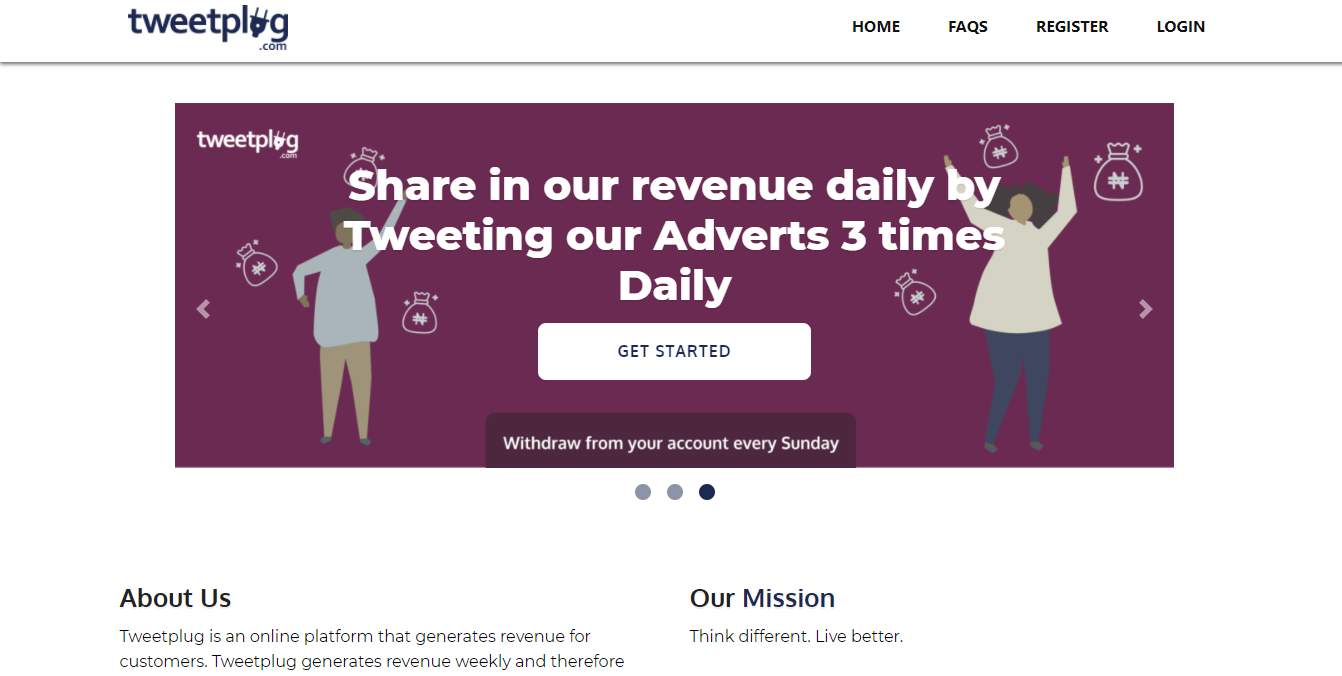 tweetplug
.com
HOME FAQS REGISTER LOGIN
tweetplug
.com
Share in our revenue daily by
Tweeting our Adverts 3 times
Daily
GET STARTED
Withdraw from your account every Sunday
About Us
Tweetplug is an online platform that generates revenue for
customers. Tweetplug generates revenue weekly and therefore
Our Mission
Think different. Live better.